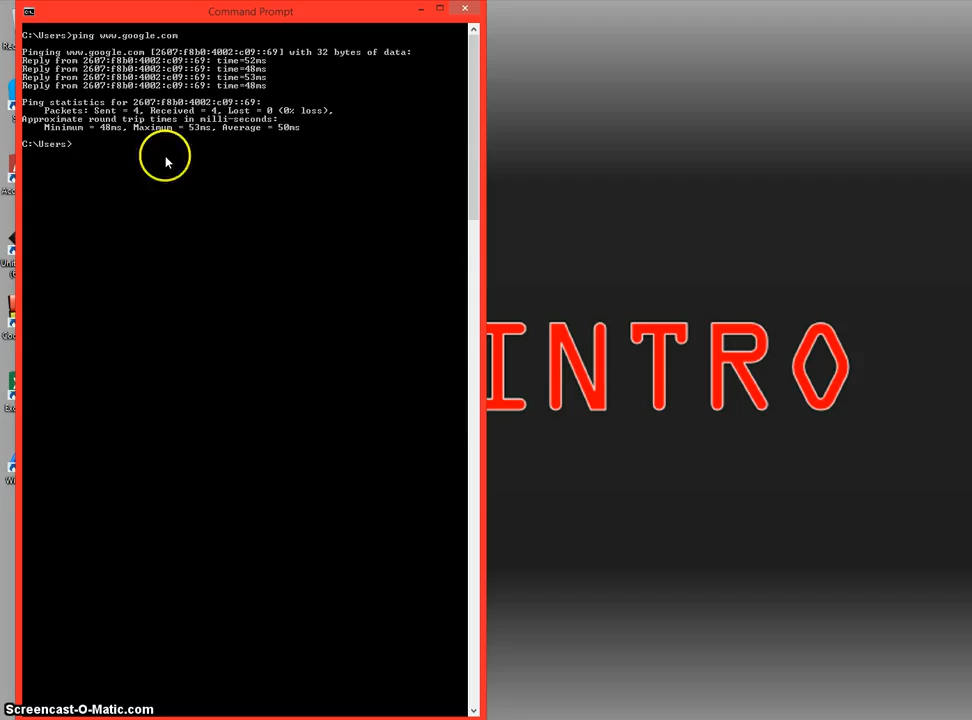 Command Prompt
C:\Users>ping www.google.com
Pinging www.google.com [2607:f8b0:4002:c09::69] with 32 bytes of data:
Reply from 2607:f8b0:4002:c09::69: time=52ms
Reply from 2607:f8b0:4002:c09::69: time=48ms
Reply from 2607:f8b0:4002:c09::69: time=53ms
Reply from 2607:f8b0:4002:c09::69: time=48ms
Ping statistics for 2607:f8b0:4002:c09::69:
Packets: Sent = 4, Received = 4, Lost = 0 (0% loss),
Approximate round trip times in milli-seconds:
Minimum = 48ms, Maximum = 53ms, Average = 50ms
C:\Users>
INTRO
Screencast-O-Matic.com